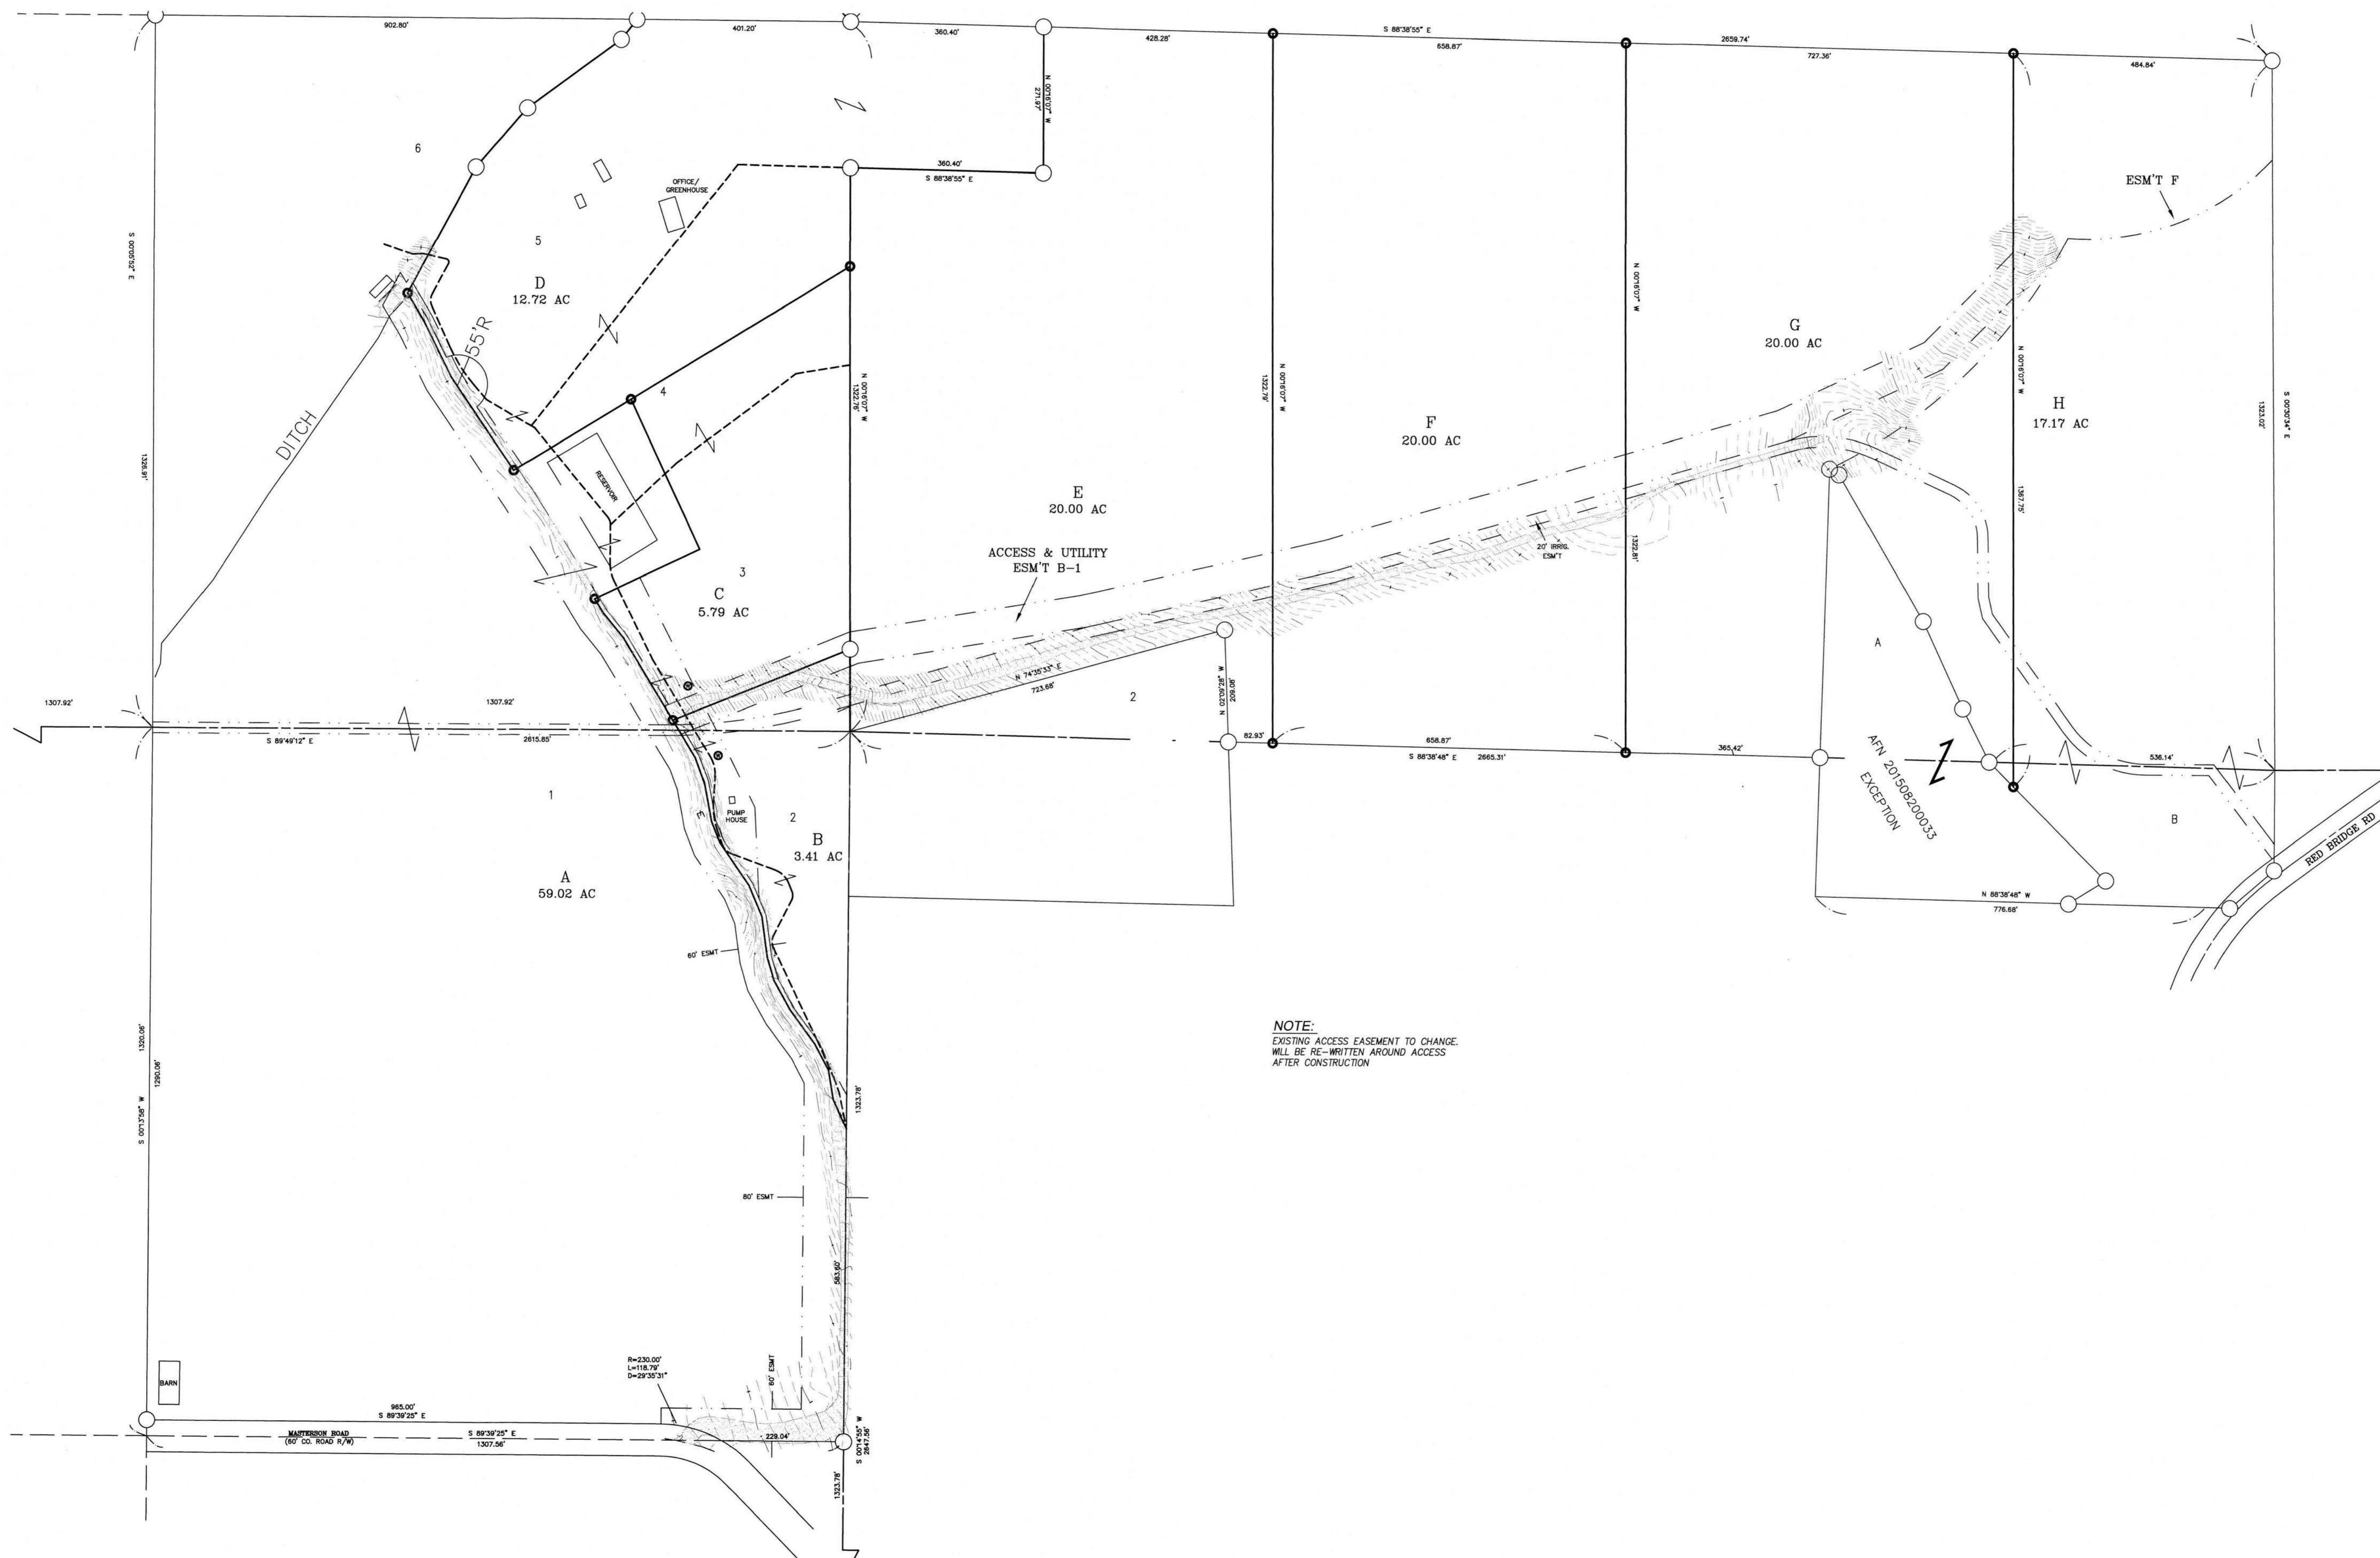 902.80'
401.20'
360.40'
428.28'
S 88°38'55" E
658.87'
2659.74'
727.36'
484.84'
N 00°16'07" W
271.97'
6
OFFICE/
GREENHOUSE
360.40'
S 88°38'55" E
ESM'T F
S 00°05'52" E
5
D
12.72 AC
55'R
N 00°16'07" W
G
20.00 AC
4
N 00°16'07" W
1322.76'
N 00°16'07" W
1322.79'
N 00°16'07" W
H
17.17 AC
1323.02'
S 00°30'34" E
DITCH
F
20.00 AC
1326.91'
RESERVOIR
E
20.00 AC
1367.75'
ACCESS & UTILITY
ESM'T B-1
20' IRRIG.
ESM'T
1322.81'
3
C
5.79 AC
A
N 74°35'33" E
723.68'
2
N 02°09'28" W
209.08'
1307.92'
1307.92'
S 89°49'12" E
2615.85'
82.93'
658.87'
S 88°38'48" E
2665.31'
365.42'
AFN 201508200033
EXCEPTION
536.14'
1
PUMP
HOUSE
2
B
3.41 AC
B
RED BRIDGE RD
E
A
59.02 AC
N 88°38'48" W
776.68'
60' ESMT
NOTE:
EXISTING ACCESS EASEMENT TO CHANGE.
WILL BE RE-WRITTEN AROUND ACCESS
AFTER CONSTRUCTION
1320.06'
1290.06'
S 00°13'58" W
1323.78'
80' ESMT
583.60'
R=230.00'
L=118.79'
D=29°35'31"
60' ESMT
BARN
965.00'
S 89°39'25" E
MASTERSON ROAD
(60' CO. ROAD R/W)
S 89°39'25" E
1307.56'
229.04'
S 00°14'55" W
2647.56'
1323.78'